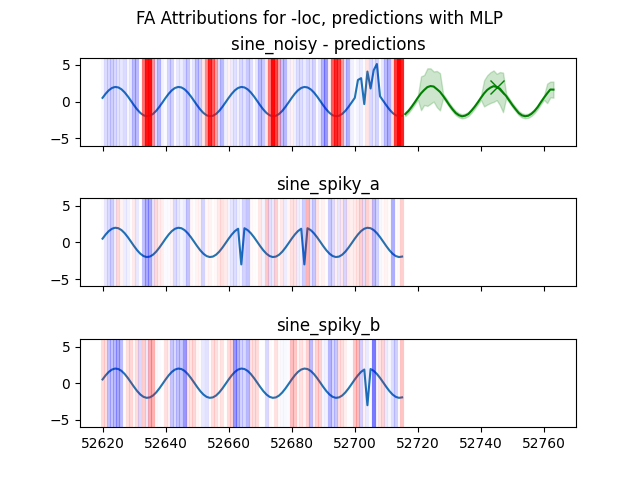 FA Attributions for -loc, predictions with MLP
sine_noisy - predictions
5
0
−5
sine_spiky_a
5
0
−5
sine_spiky_b
5
0
−5
52620 52640 52660 52680 52700 52720 52740 52760